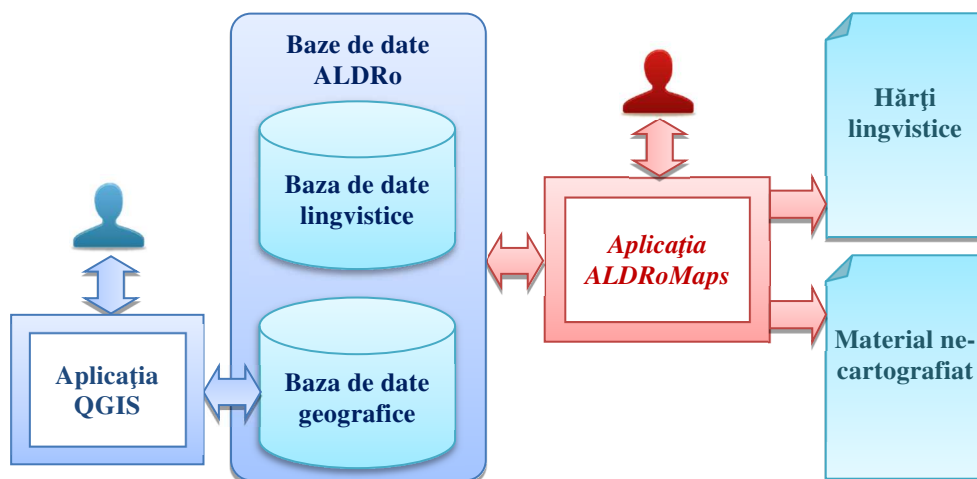 Baze de date
ALDRo
Baza de date
lingvistice
Baza de date
geografice
Aplicaţia
QGIS
Aplicaţia
ALDRoMaps
Hărţi
lingvistice
Material ne-
cartografiat